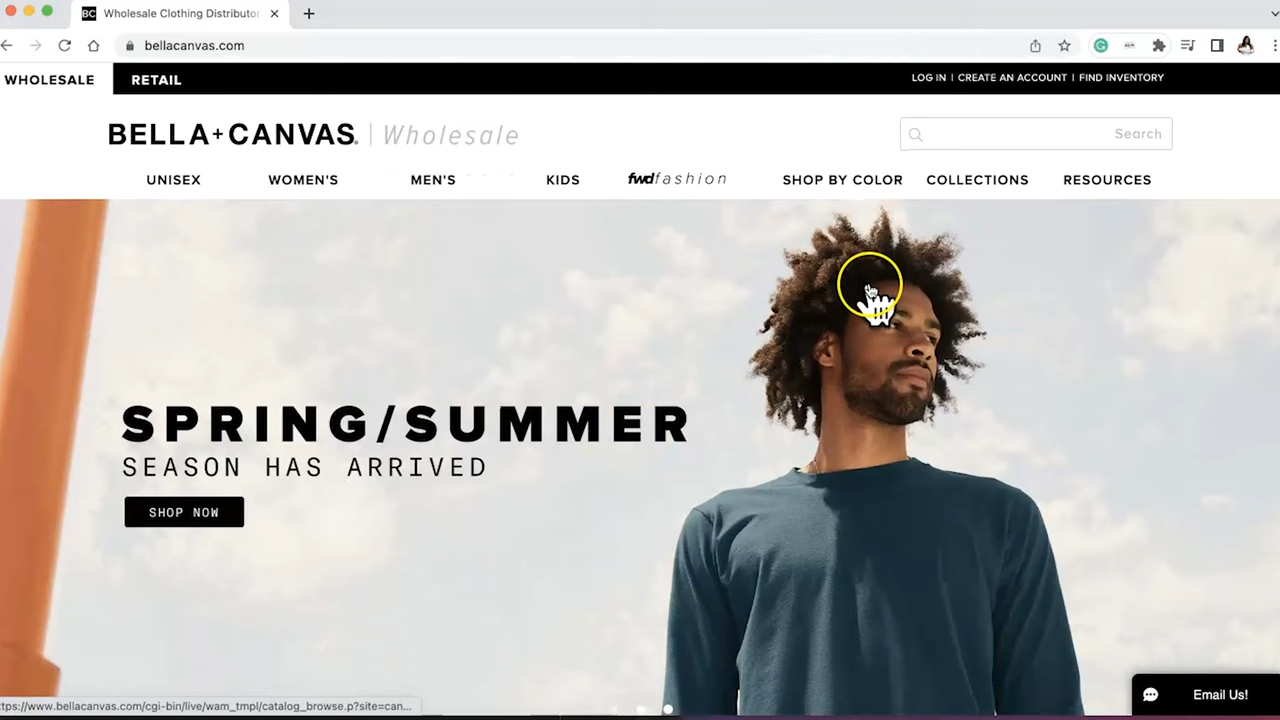 BC Wholesale Clothing Distributor
bellacanvas.com
WHOLESALE RETAIL LOG IN | CREATE AN ACCOUNT | FIND INVENTORY
BELLA+CANVAS. | Wholesale Search
UNISEX WOMEN'S MEN'S KIDS fwdfashion SHOP BY COLOR COLLECTIONS RESOURCES
SPRING/SUMMER
SEASON HAS ARRIVED
SHOP NOW
Email Us!
ttps://www.bellacanvas.com/cgi-bin/live/wam_tmpl/catalog_browse.p?site=can...